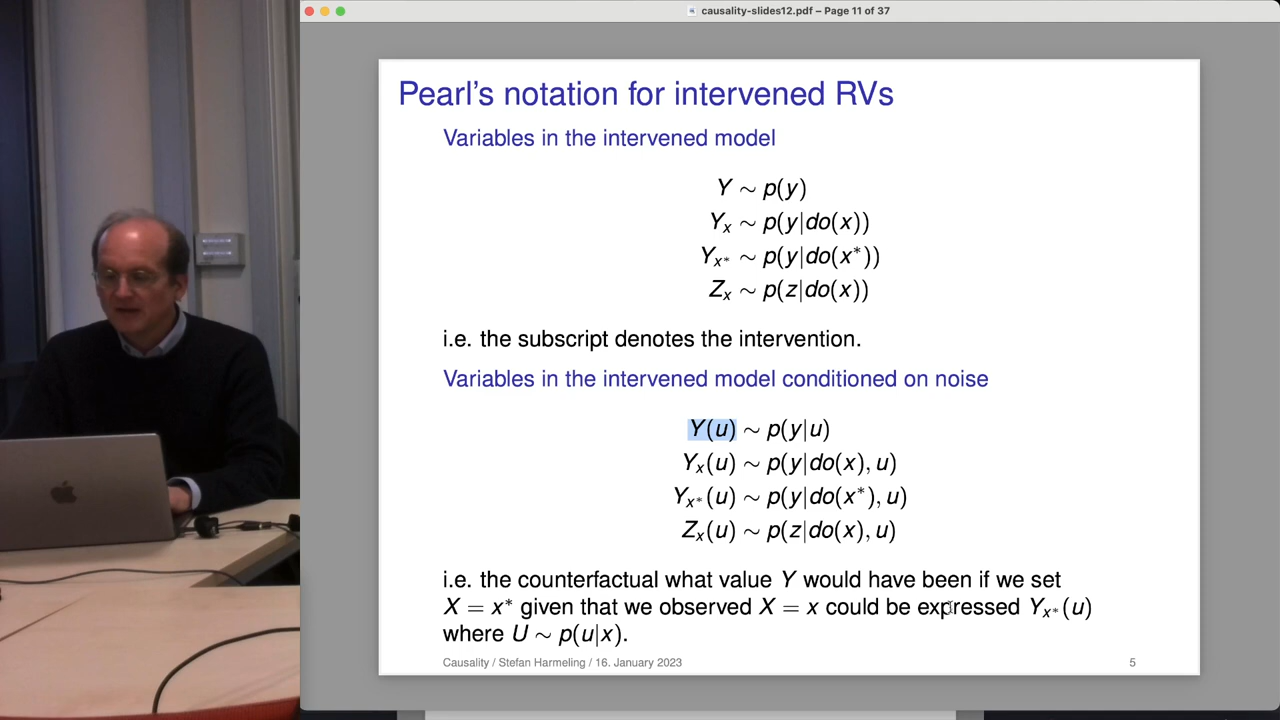 causality-slides12.pdf – Page 11 of 37
Pearl's notation for intervened RVs
Variables in the intervened model
Y ∼ p(y)
Yₓ ∼ p(y|do(x))
Yₓ* ∼ p(y|do(x*))
Zₓ ∼ p(z|do(x))
i.e. the subscript denotes the intervention.
Variables in the intervened model conditioned on noise
Y(u) ∼ p(y|u)
Yₓ(u) ∼ p(y|do(x), u)
Yₓ*(u) ∼ p(y|do(x*), u)
Zₓ(u) ∼ p(z|do(x), u)
i.e. the counterfactual what value Y would have been if we set
X = x* given that we observed X = x could be expressed Yₓ*(u)
where U ∼ p(u|x).
Causality / Stefan Harmeling / 16. January 2023 5